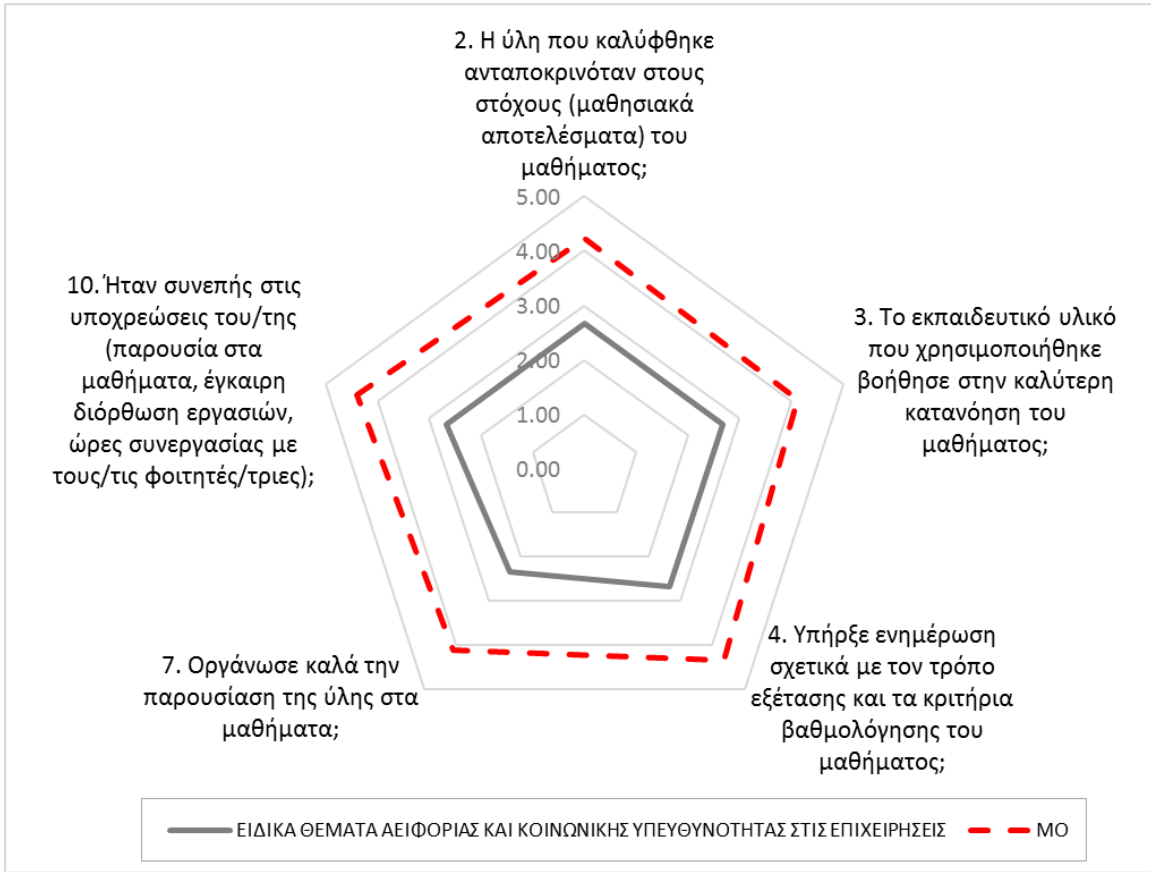 2. Η ύλη που καλύφθηκε
ανταποκρινόταν στους
στόχους (μαθησιακά
αποτελέσματα) του
μαθήματος;
5.00
4.00
3.00
2.00
1.00
0.00
3. Το εκπαιδευτικό υλικό
που χρησιμοποιήθηκε
βοήθησε στην καλύτερη
κατανόηση του
μαθήματος;
4. Υπήρξε ενημέρωση
σχετικά με τον τρόπο
εξέτασης και τα κριτήρια
βαθμολόγησης του
μαθήματος;
7. Οργάνωσε καλά την
παρουσίαση της ύλης στα
μαθήματα;
10. Ήταν συνεπής στις
υποχρεώσεις του/της
(παρουσία στα
μαθήματα, έγκαιρη
διόρθωση εργασιών,
ώρες συνεργασίας με
τους/τις φοιτητές/τριες);
ΕΙΔΙΚΑ ΘΕΜΑΤΑ ΑΕΙΦΟΡΙΑΣ ΚΑΙ ΚΟΙΝΩΝΙΚΗΣ ΥΠΕΥΘΥΝΟΤΗΤΑΣ ΣΤΙΣ ΕΠΙΧΕΙΡΗΣΕΙΣ
ΜΟ